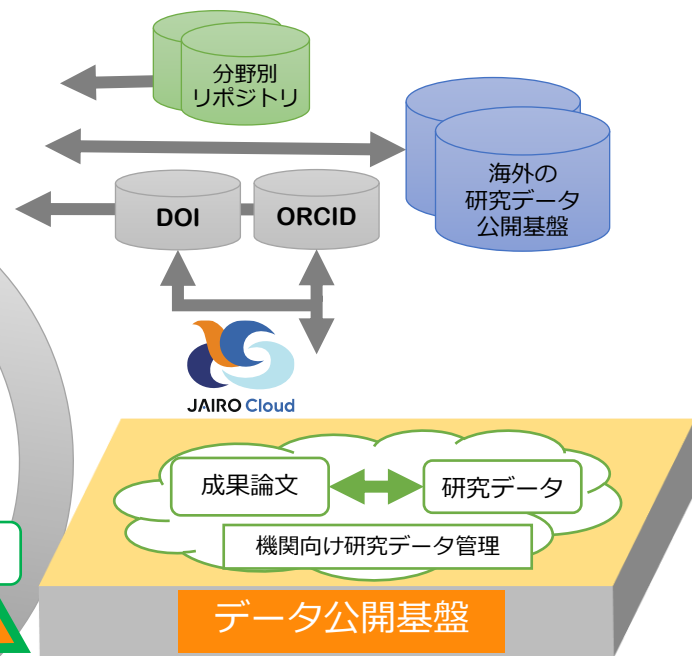 分野別
リポジトリ
海外の
研究データ
公開基盤
DOI
ORCID
JAIRO Cloud
成果論文
研究データ
機関向け研究データ管理
データ公開基盤